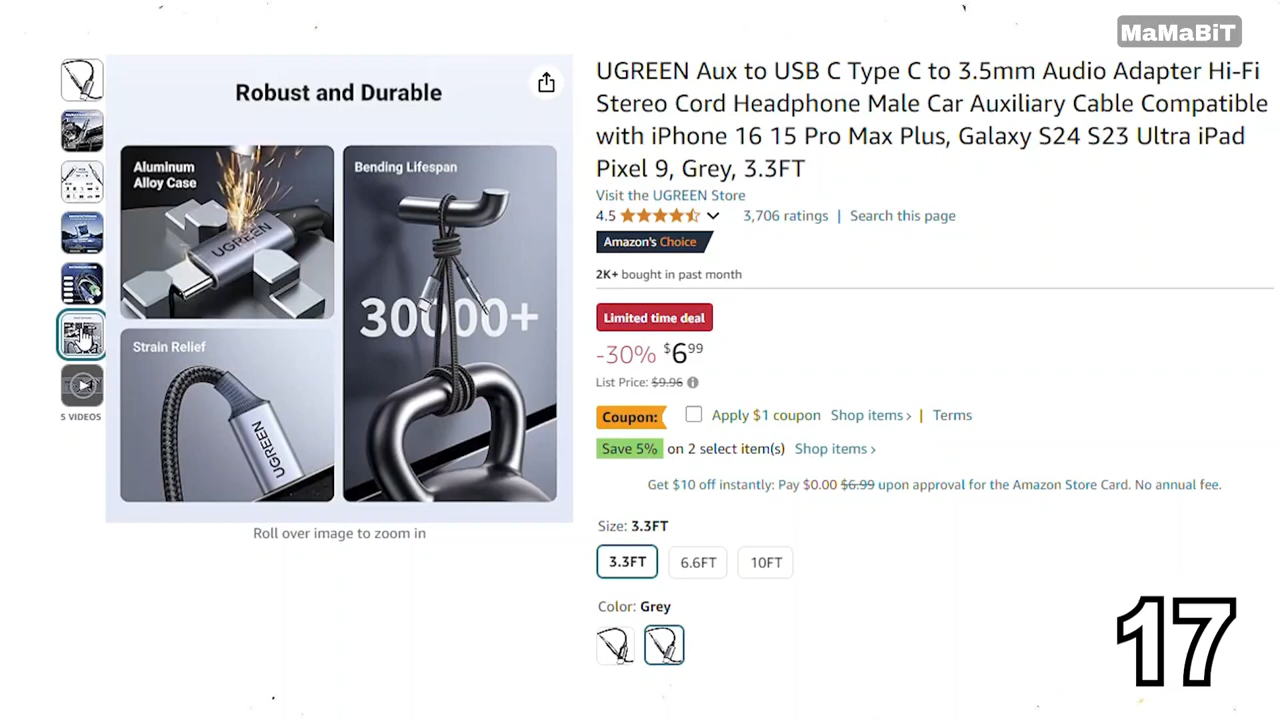 MaMaBiT
Robust and Durable
Aluminum
Alloy Case
UGREEN
Bending Lifespan
30000+
Strain Relief
UGREEN
5 VIDEOS
Roll over image to zoom in
UGREEN Aux to USB C Type C to 3.5mm Audio Adapter Hi-Fi
Stereo Cord Headphone Male Car Auxiliary Cable Compatible
with iPhone 16 15 Pro Max Plus, Galaxy S24 S23 Ultra iPad
Pixel 9, Grey, 3.3FT
Visit the UGREEN Store
4.5 3,706 ratings | Search this page
Amazon's Choice
2K+ bought in past month
Limited time deal
-30% $699
List Price: $9.96
Coupon: Apply $1 coupon Shop items› | Terms
Save 5% on 2 select item(s) Shop items ›
Get $10 off instantly: Pay $0.00 $6.99 upon approval for the Amazon Store Card. No annual fee.
Size: 3.3FT
3.3FT 6.6FT 10FT
Color: Grey
17